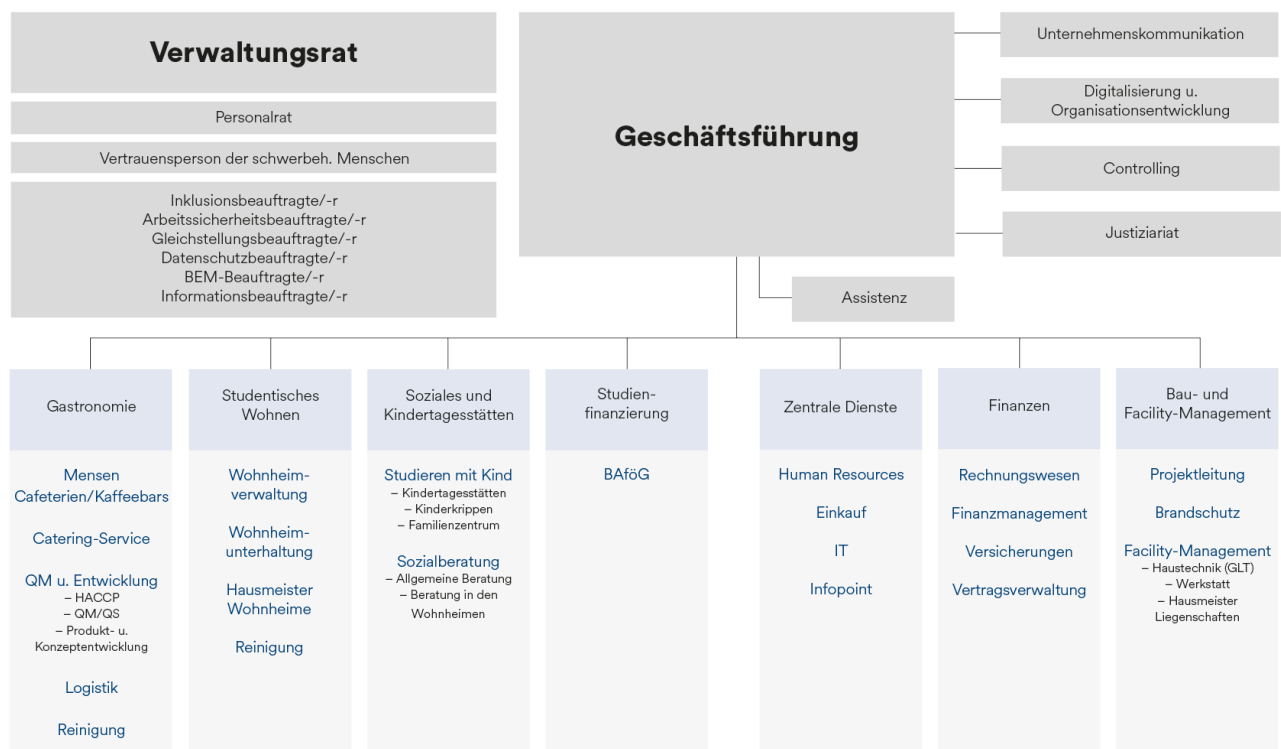 Verwaltungsrat
Personalrat
Vertrauensperson der schwerbeh. Menschen
Inklusionsbeauftragte/-r
Arbeitssicherheitsbeauftragte/-r
Gleichstellungsbeauftragte/-r
Datenschutzbeauftragte/-r
BEM-Beauftragte/-r
Informationsbeauftragte/-r
Geschäftsführung
Unternehmenskommunikation
Digitalisierung u.
Organisationsentwicklung
Controlling
Justiziariat
Assistenz
Gastronomie
Mensen
Cafeterien/Kaffeebars
Catering-Service
QM u. Entwicklung
– HACCP
– QM/QS
– Produkt- u.
Konzeptentwicklung
Logistik
Reinigung
Studentisches
Wohnen
Wohnheim-
verwaltung
Wohnheim-
unterhaltung
Hausmeister
Wohnheime
Reinigung
Soziales und
Kindertagesstätten
Studieren mit Kind
– Kindertagesstätten
– Kinderkrippen
– Familienzentrum
Sozialberatung
– Allgemeine Beratung
– Beratung in den
Wohnheimen
Studien-
finanzierung
BAföG
Zentrale Dienste
Human Resources
Einkauf
IT
Infopoint
Finanzen
Rechnungswesen
Finanzmanagement
Versicherungen
Vertragsverwaltung
Bau- und
Facility-Management
Projektleitung
Brandschutz
Facility-Management
– Haustechnik (GLT)
– Werkstatt
– Hausmeister
Liegenschaften